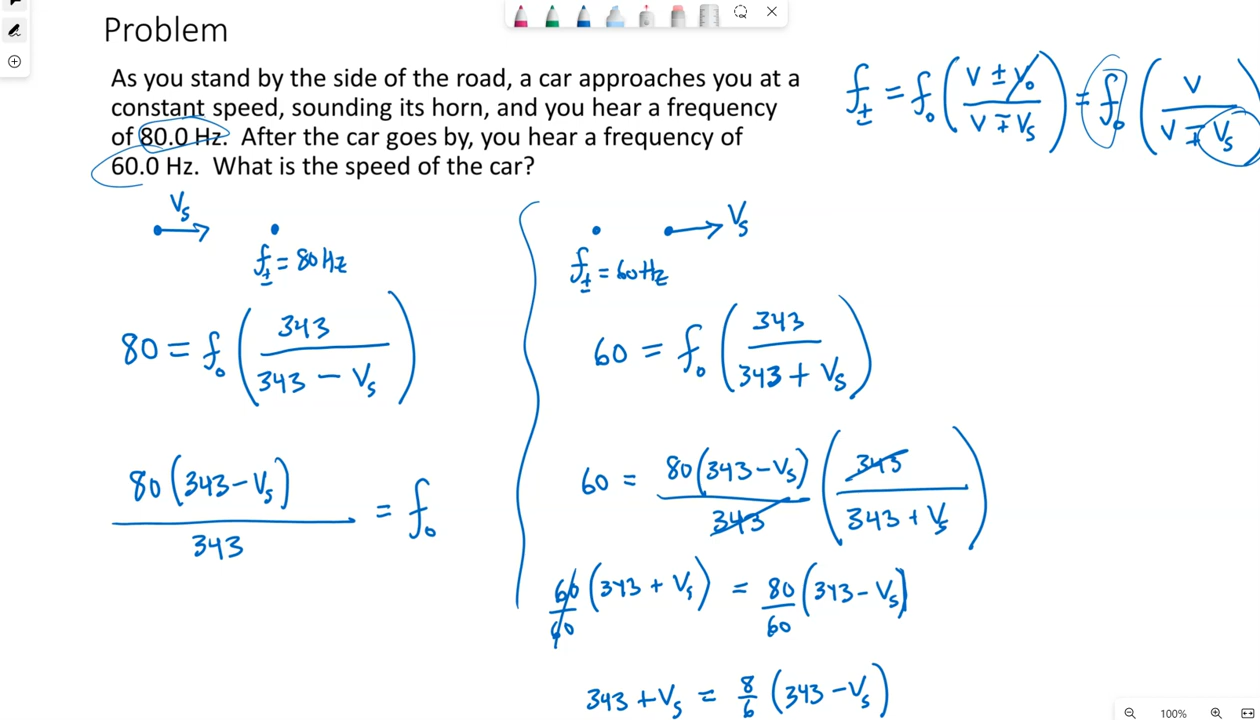 Problem
As you stand by the side of the road, a car approaches you at a
constant speed, sounding its horn, and you hear a frequency
of 80.0 Hz. After the car goes by, you hear a frequency of
60.0 Hz. What is the speed of the car?
f± = f₀ ((V ± V₀)/(V ∓ Vs)) = f₀ (V/(V ∓ Vs))
Vs
f± = 80 Hz
80 = f₀ (343/(343 − Vs))
80(343 − Vs)/343 = f₀
Vs
f± = 60 Hz
60 = f₀ (343/(343 + Vs))
60 = 80(343 − Vs)/343 (343/(343 + Vs))
60/60 (343 + Vs) = 80/60 (343 − Vs)
343 + Vs = 8/6 (343 − Vs)
100%